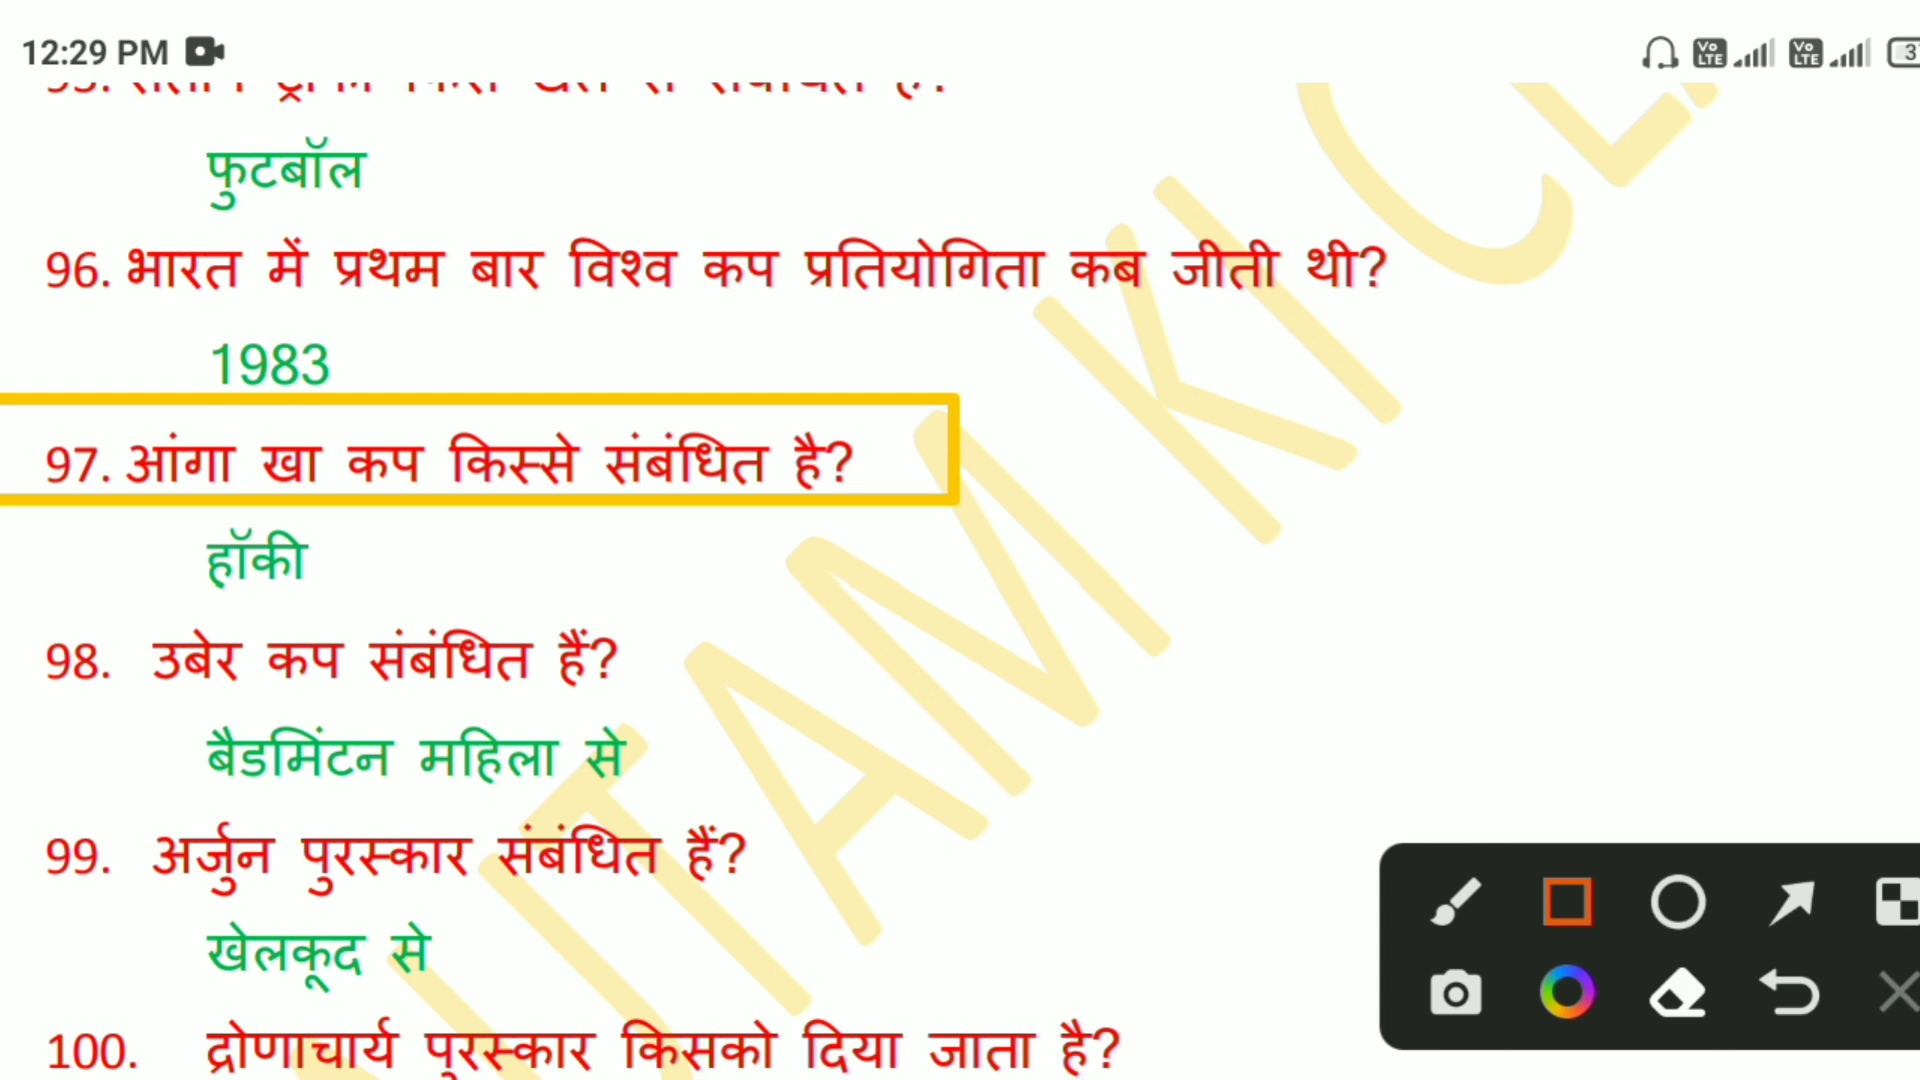 12:29 PM
फुटबॉल
96. भारत में प्रथम बार विश्व कप प्रतियोगिता कब जीती थी?
1983
97. आंगा खा कप किस्से संबंधित है?
हॉकी
98. उबेर कप संबंधित हैं?
बैडमिंटन महिला से
99. अर्जुन पुरस्कार संबंधित हैं?
खेलकूद से
100. द्रोणाचार्य पुरस्कार किसको दिया जाता है?